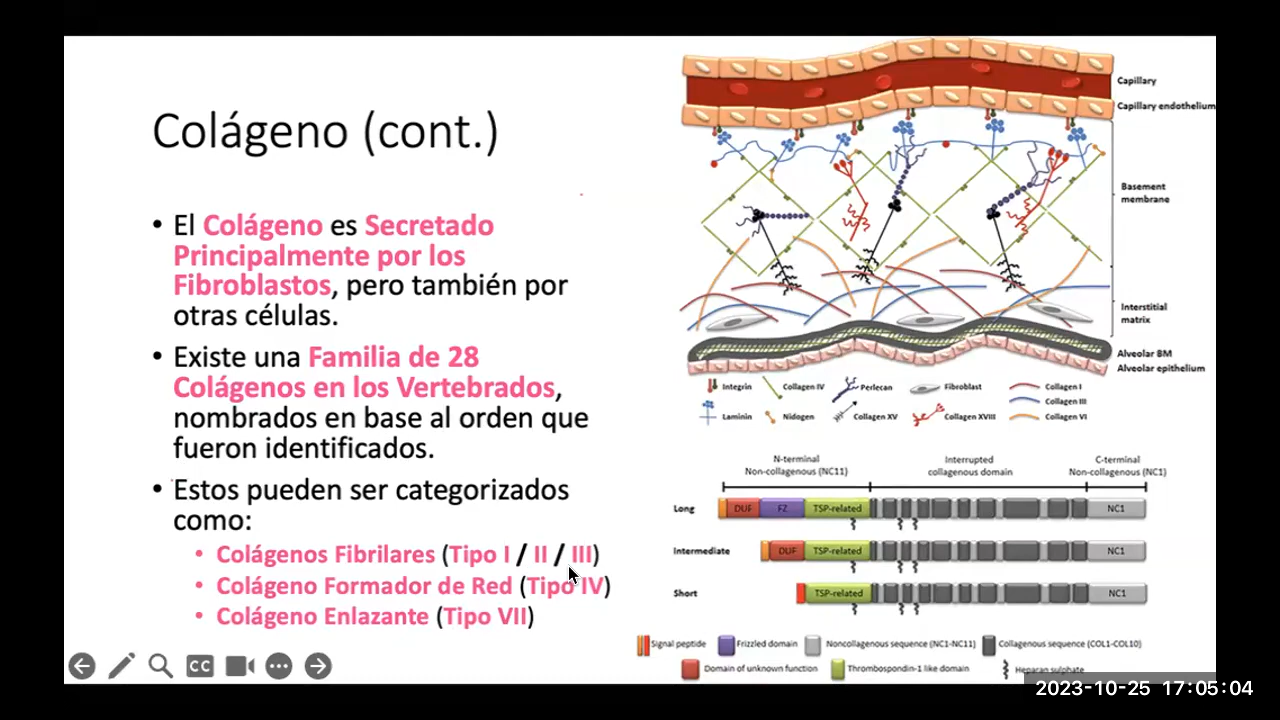 Colágeno (cont.)
• El Colágeno es Secretado
Principalmente por los
Fibroblastos, pero también por
otras células.
• Existe una Familia de 28
Colágenos en los Vertebrados,
nombrados en base al orden que
fueron identificados.
• Estos pueden ser categorizados
como:
• Colágenos Fibrilares (Tipo I / II / III)
• Colágeno Formador de Red (Tipo IV)
• Colágeno Enlazante (Tipo VII)
Capillary
Capillary endothelium
Basement
membrane
Interstitial
matrix
Alveolar BM
Alveolar epithelium
Integrin
Collagen IV
Perlecan
Fibroblast
Collagen I
Collagen III
Laminin
Nidogen
Collagen XV
Collagen XVIII
Collagen VI
N-terminal
Non-collagenous (NC11)
Interrupted
collagenous domain
C-terminal
Non-collagenous (NC1)
Long
DUF
FZ
TSP-related
NC1
Intermediate
DUF
TSP-related
NC1
Short
TSP-related
NC1
Signal peptide
Frizzled domain
Noncollagenous sequence (NC1-NC11)
Collagenous sequence (COL1-COL10)
Domain of unknown function
Thrombospondin-1 like domain
Heparan sulphate
CC
2023-10-25 17:05:04